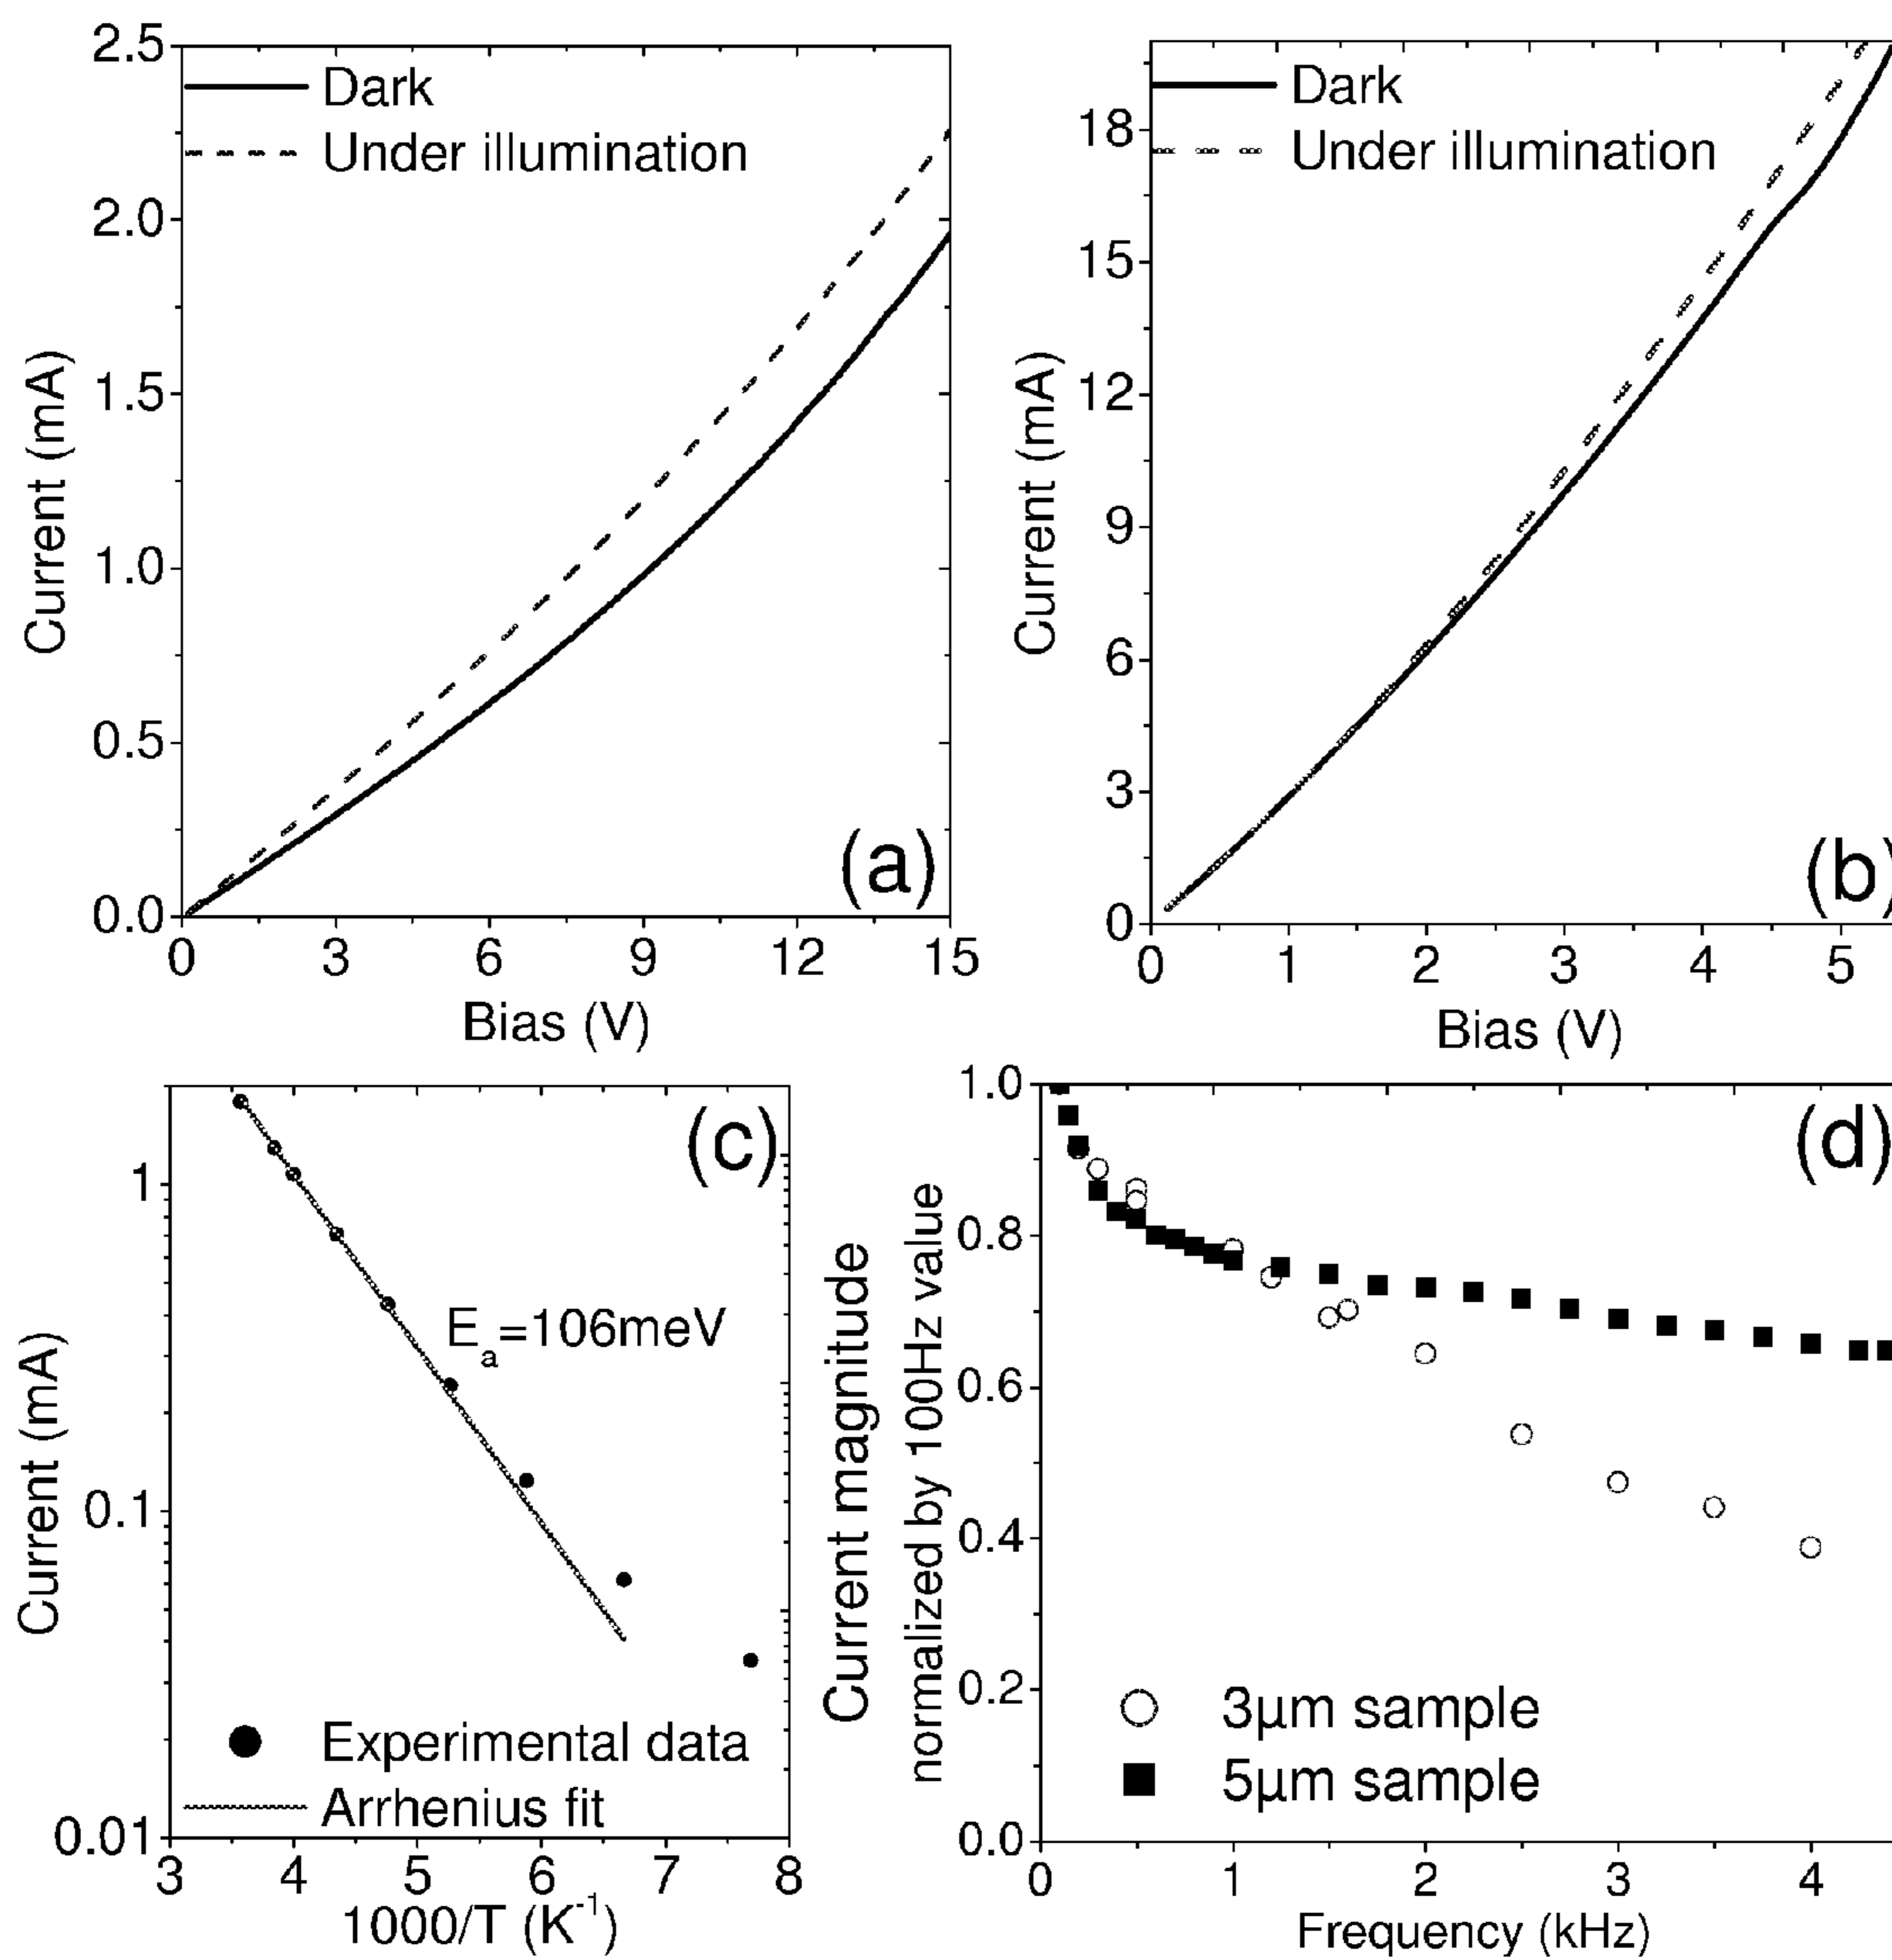 2.5
2.0
1.5
1.0
0.5
0.0
Current (mA)
Dark
Under illumination
(a)
0 3 6 9 12 15
Bias (V)
18
15
12
9
6
3
0
Current (mA)
Dark
Under illumination
(b)
0 1 2 3 4 5
Bias (V)
1
0.1
0.01
Current (mA)
(c)
Ea=106meV
Experimental data
Arrhenius fit
3 4 5 6 7 8
1000/T (K-1)
1.0
0.8
0.6
0.4
0.2
0.0
Current magnitude
normalized by 100Hz value
(d)
3µm sample
5µm sample
0 1 2 3 4
Frequency (kHz)